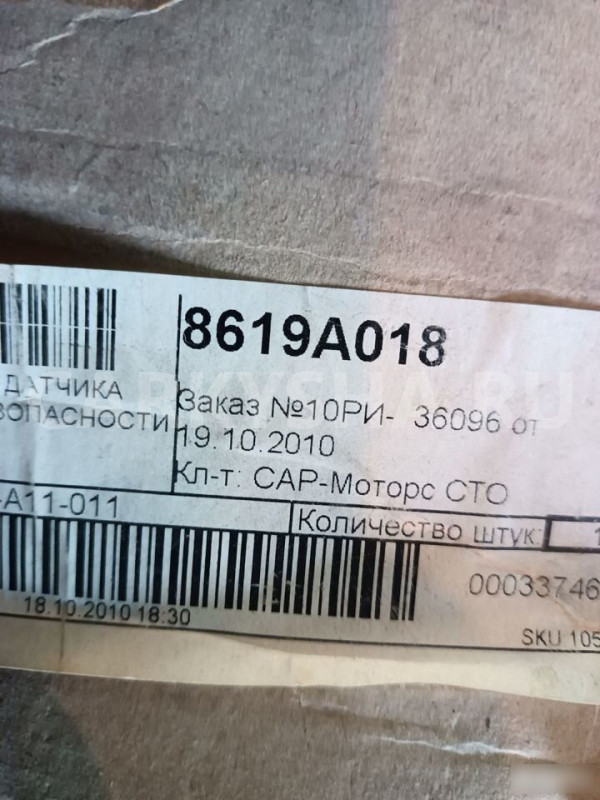 8619A018
ДАТЧИКА
ЗОПАСНОСТИ
Заказ №10РИ- 36096 от
19.10.2010
Кл-т: САР-Моторс СТО
-A11-011
Количество штук:
1
00033746
18.10.2010 18:30
SKU 105